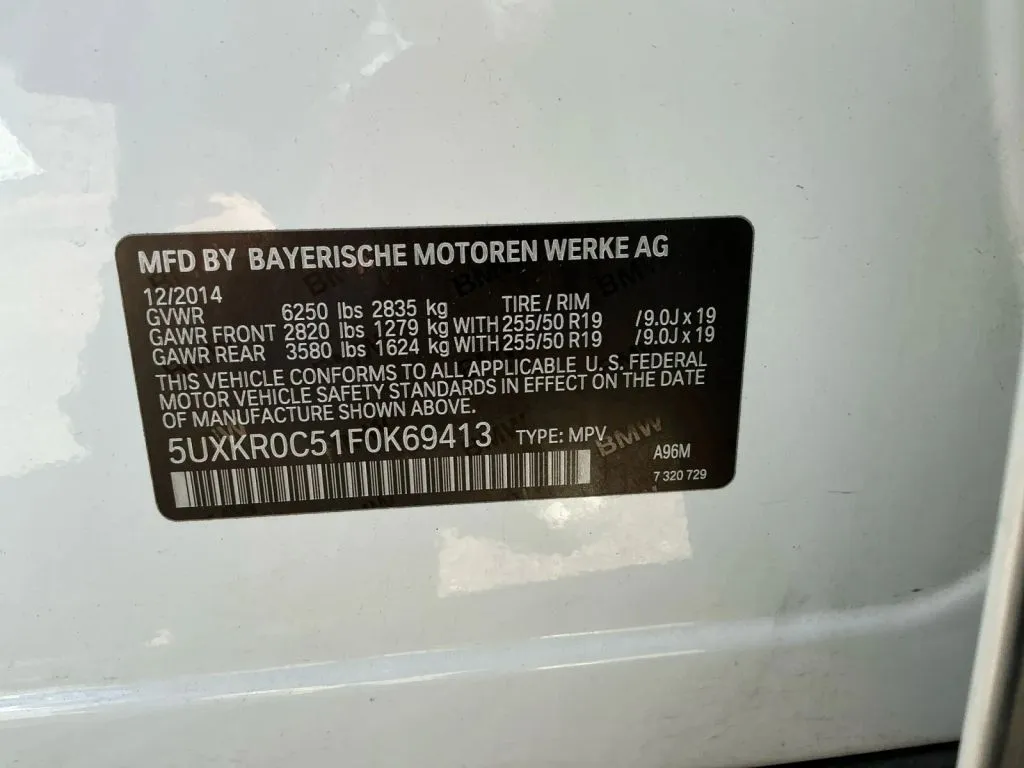 MFD BY BAYERISCHE MOTOREN WERKE AG
12/2014
GVWR 6250 lbs 2835 kg TIRE / RIM
GAWR FRONT 2820 lbs 1279 kg WITH 255/50 R19 /9.0J x 19
GAWR REAR 3580 lbs 1624 kg WITH 255/50 R19 /9.0J x 19
THIS VEHICLE CONFORMS TO ALL APPLICABLE U. S. FEDERAL
MOTOR VEHICLE SAFETY STANDARDS IN EFFECT ON THE DATE
OF MANUFACTURE SHOWN ABOVE.
5UXKR0C51F0K69413 TYPE: MPV
BMW
A96M
7 320 729